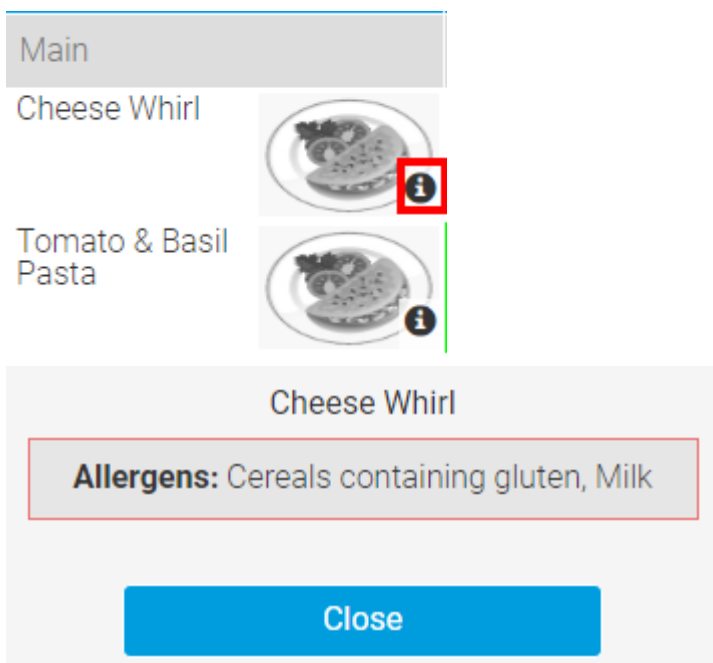 Main
Cheese Whirl
Tomato & Basil
Pasta
Cheese Whirl
Allergens: Cereals containing gluten, Milk
Close